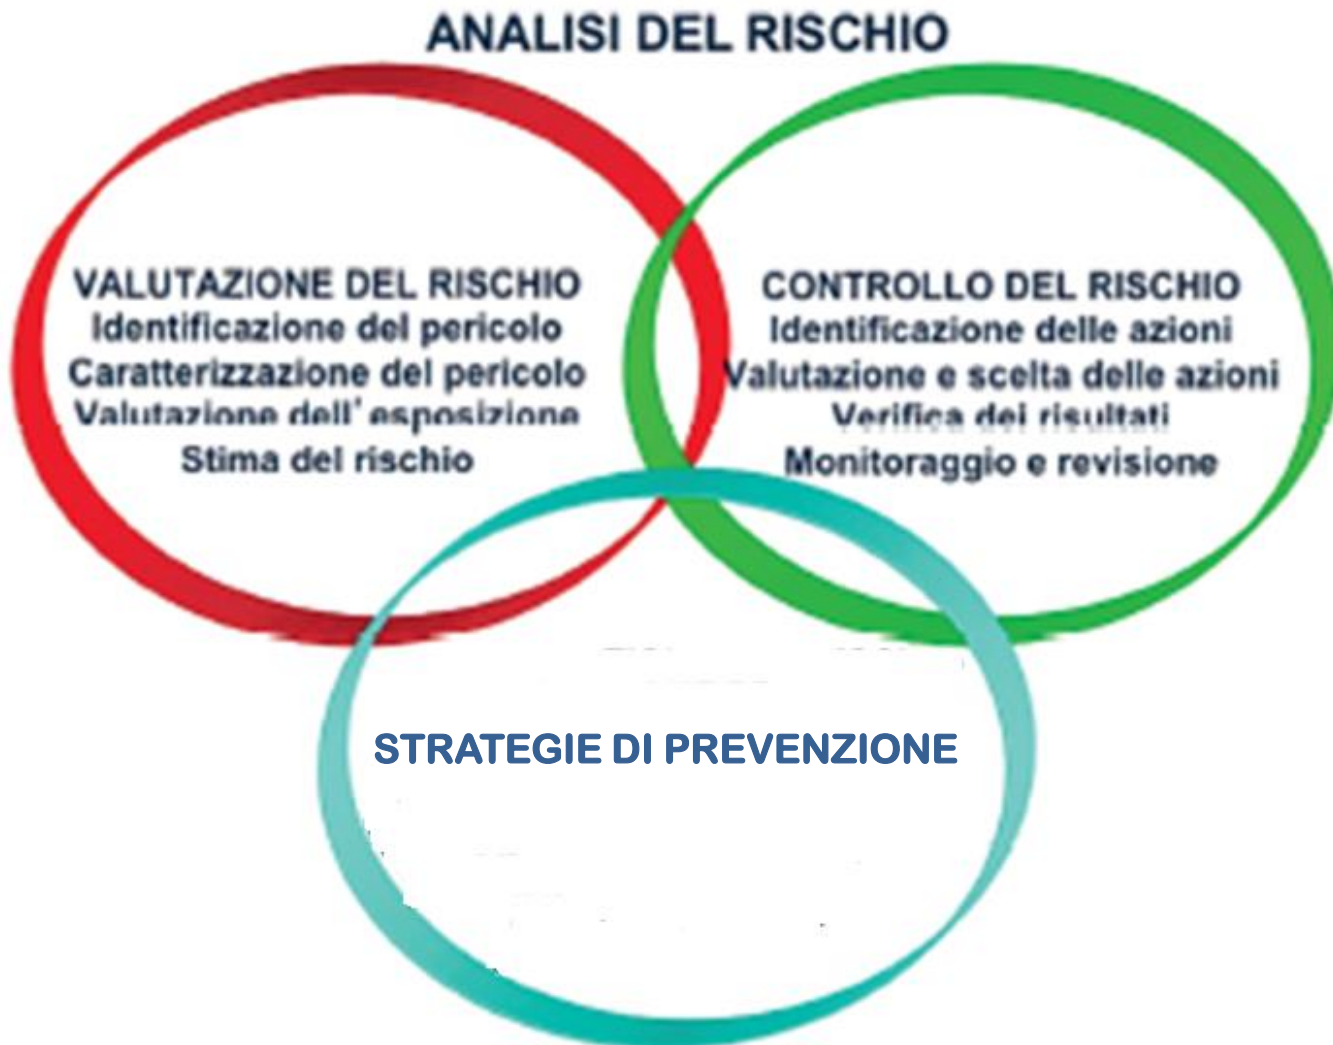 ANALISI DEL RISCHIO
VALUTAZIONE DEL RISCHIO
Identificazione del pericolo
Caratterizzazione del pericolo
Valutazione dell'esposizione
Stima del rischio
CONTROLLO DEL RISCHIO
Identificazione delle azioni
Valutazione e scelta delle azioni
Verifica dei risultati
Monitoraggio e revisione
STRATEGIE DI PREVENZIONE